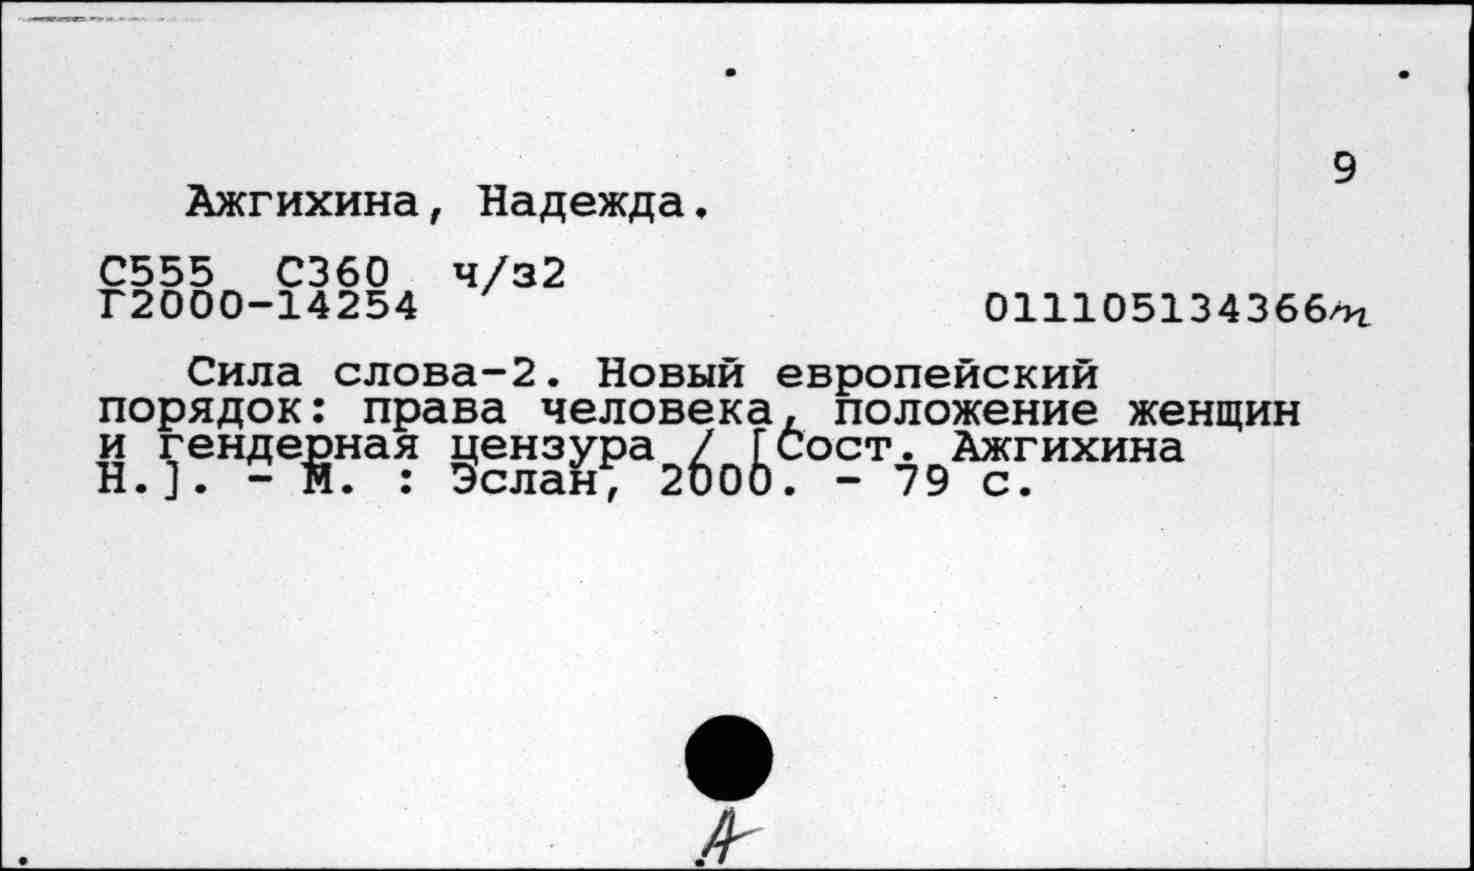 9
Ажгихина, Надежда.
С555 С360 ч/з2
Г2000-14254 011105134366т
Сила слова-2. Новый европейский
порядок: права человека, положение женщин
и гендерная цензура / [Сост. Ажгихина
Н.]. - М. : Эслан, 2000. - 79 с.
А